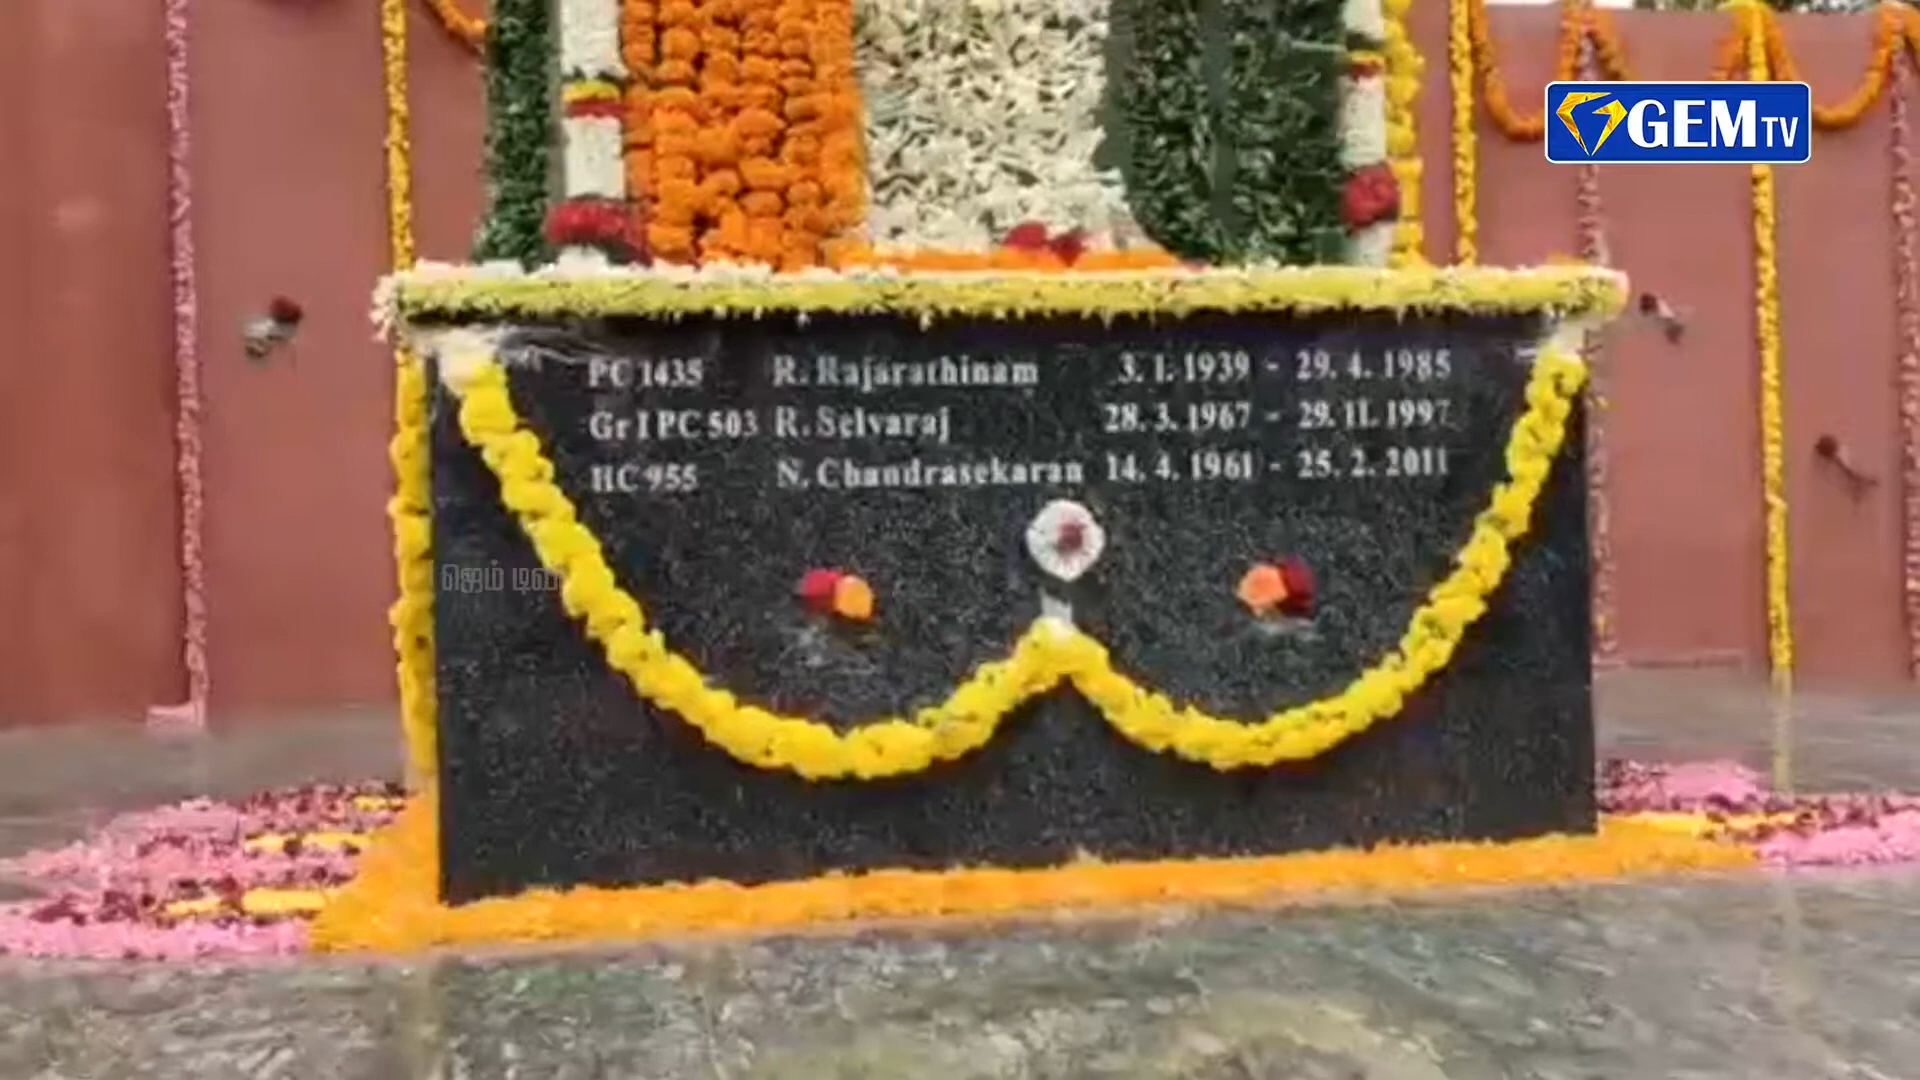 GEM TV
PC 1435 R. Rajarathinam 3. 1. 1939 - 29. 4. 1985
Gr I PC 503 R. Selvaraj 28. 3. 1967 - 29. 11. 1997
HC 955 N. Chandrasekaran 14. 4. 1961 - 25. 2. 2011
ஜெம் டிவி